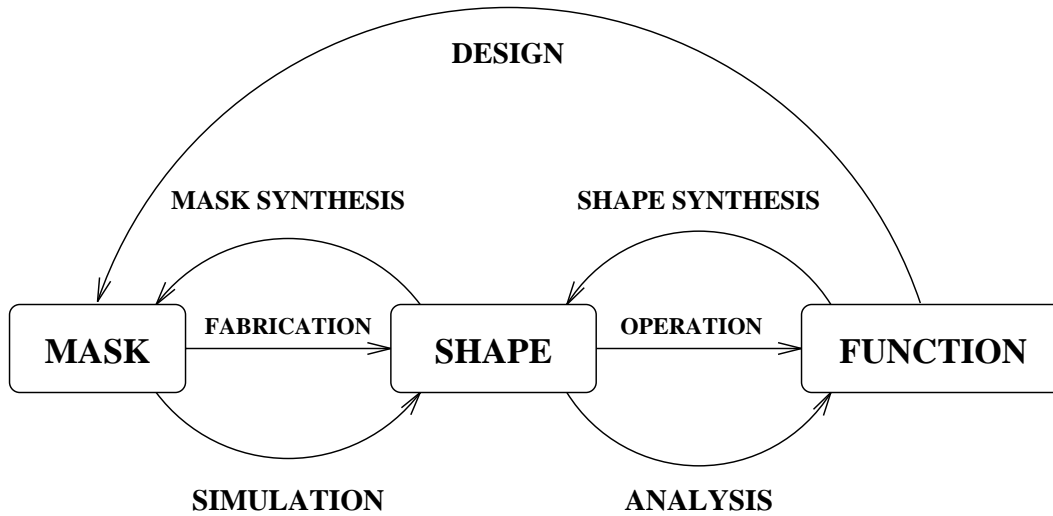 DESIGN
MASK SYNTHESIS
SHAPE SYNTHESIS
FABRICATION
OPERATION
MASK
SHAPE
FUNCTION
SIMULATION
ANALYSIS